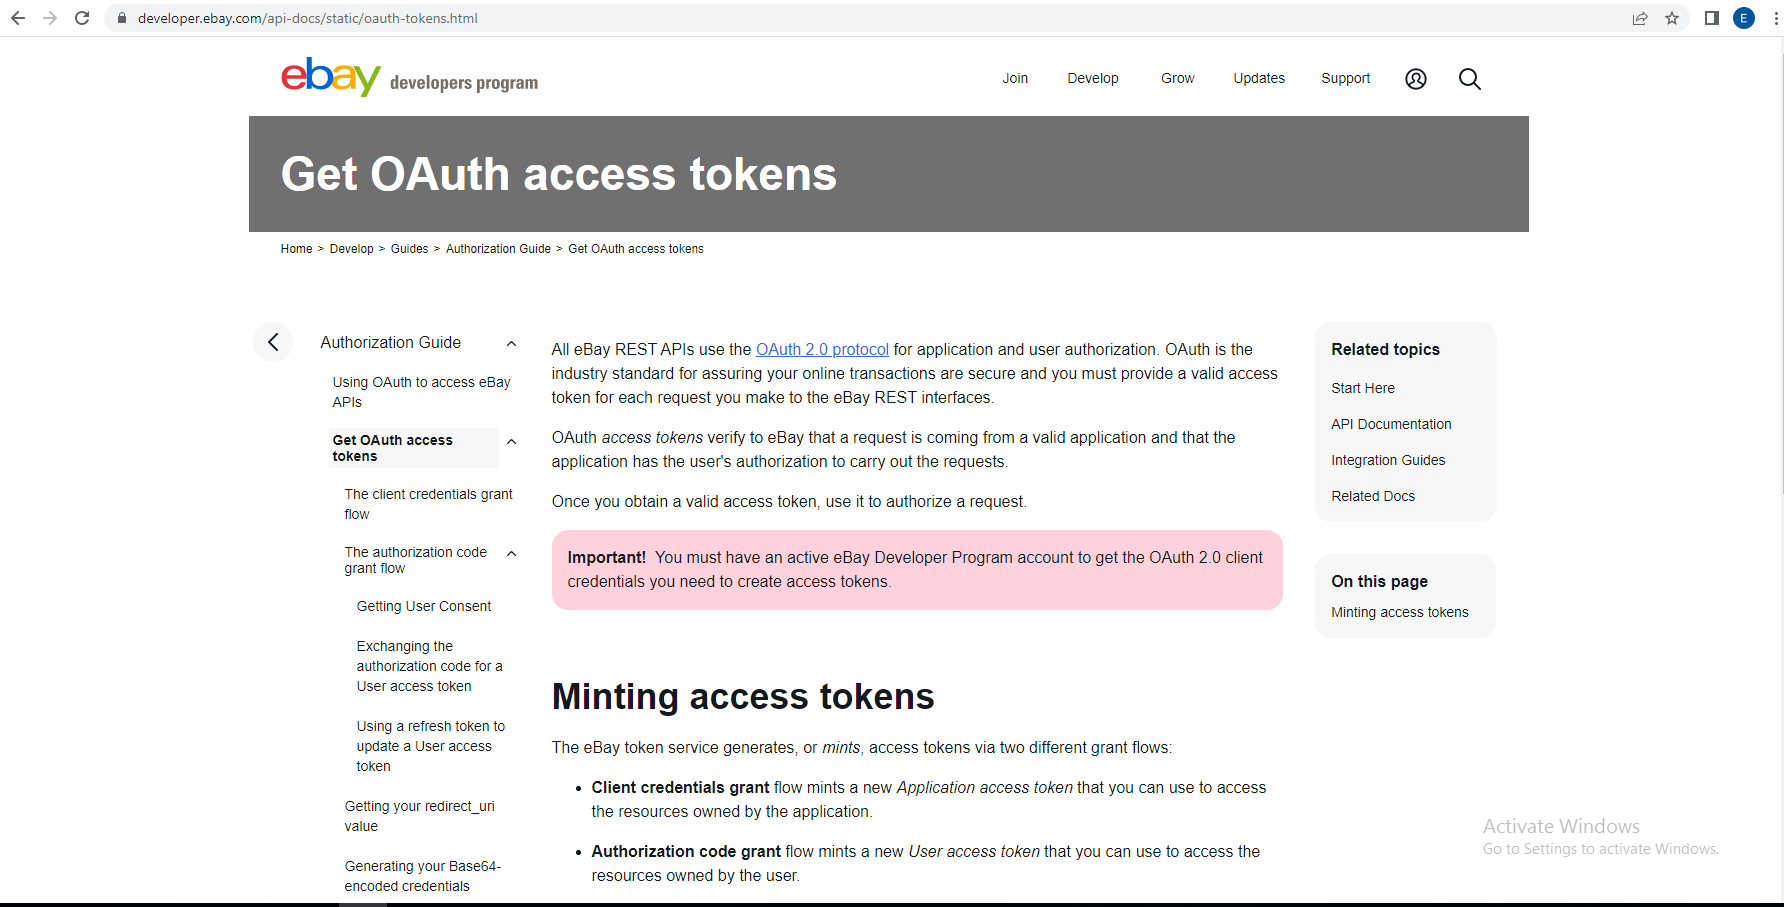 developer.ebay.com/api-docs/static/oauth-tokens.html
E
ebay developers program
Join Develop Grow Updates Support
Get OAuth access tokens
Home > Develop > Guides > Authorization Guide > Get OAuth access tokens
Authorization Guide
Using OAuth to access eBay
APIs
Get OAuth access
tokens
The client credentials grant
flow
The authorization code
grant flow
Getting User Consent
Exchanging the
authorization code for a
User access token
Using a refresh token to
update a User access
token
Getting your redirect_uri
value
Generating your Base64-
encoded credentials
All eBay REST APIs use the OAuth 2.0 protocol for application and user authorization. OAuth is the
industry standard for assuring your online transactions are secure and you must provide a valid access
token for each request you make to the eBay REST interfaces.
OAuth access tokens verify to eBay that a request is coming from a valid application and that the
application has the user's authorization to carry out the requests.
Once you obtain a valid access token, use it to authorize a request.
Important! You must have an active eBay Developer Program account to get the OAuth 2.0 client
credentials you need to create access tokens.
Minting access tokens
The eBay token service generates, or mints, access tokens via two different grant flows:
• Client credentials grant flow mints a new Application access token that you can use to access
the resources owned by the application.
• Authorization code grant flow mints a new User access token that you can use to access the
resources owned by the user.
Related topics
Start Here
API Documentation
Integration Guides
Related Docs
On this page
Minting access tokens
Activate Windows
Go to Settings to activate Windows.